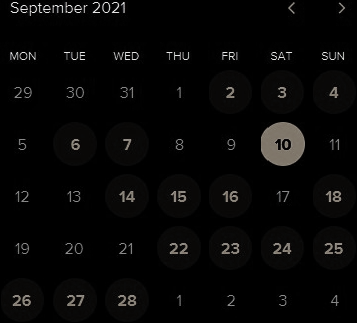 September 2021
MON TUE WED THU FRI SAT SUN
29 30 31 1 2 3 4
5 6 7 8 9 10 11
12 13 14 15 16 17 18
19 20 21 22 23 24 25
26 27 28 1 2 3 4